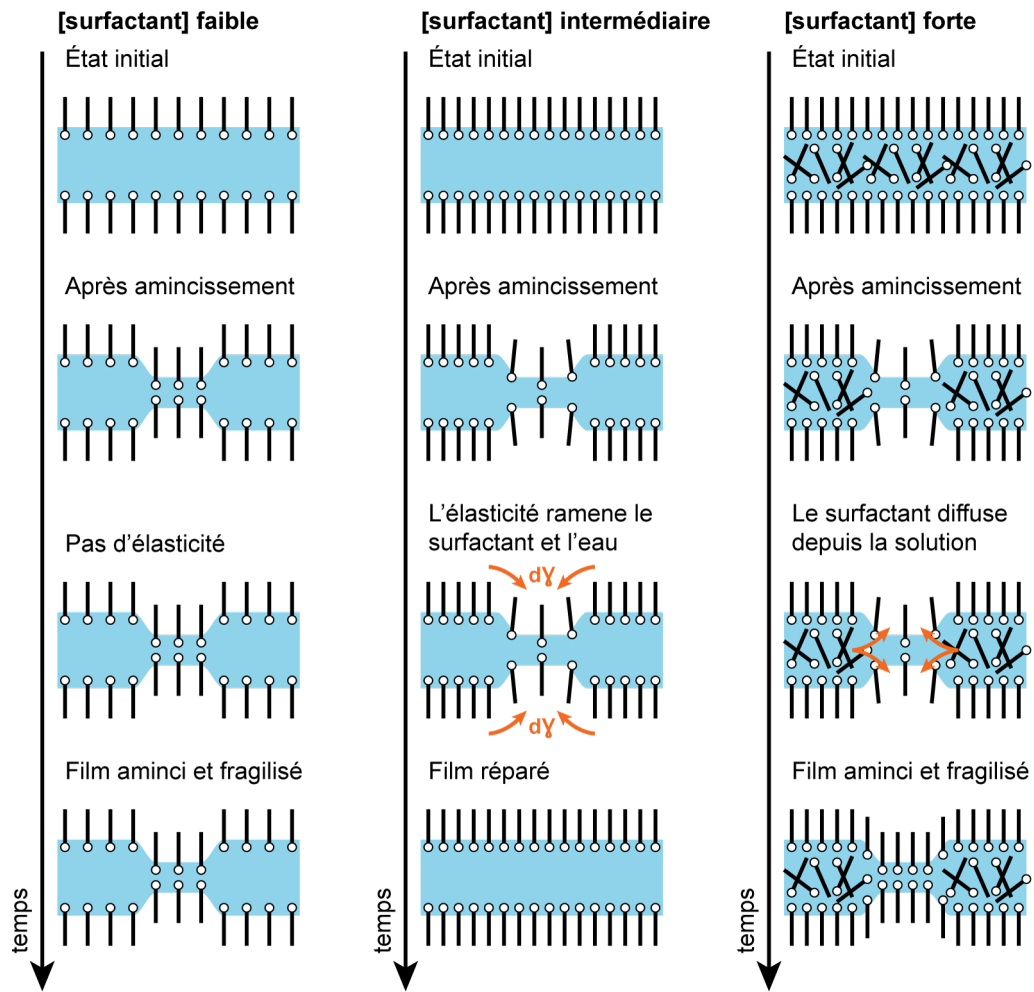 [surfactant] faible
État initial
Après amincissement
Pas d'élasticité
Film aminci et fragilisé
temps
[surfactant] intermédiaire
État initial
Après amincissement
L'élasticité ramene le
surfactant et l'eau
dɣ
dɣ
Film réparé
temps
[surfactant] forte
État initial
Après amincissement
Le surfactant diffuse
depuis la solution
Film aminci et fragilisé
temps